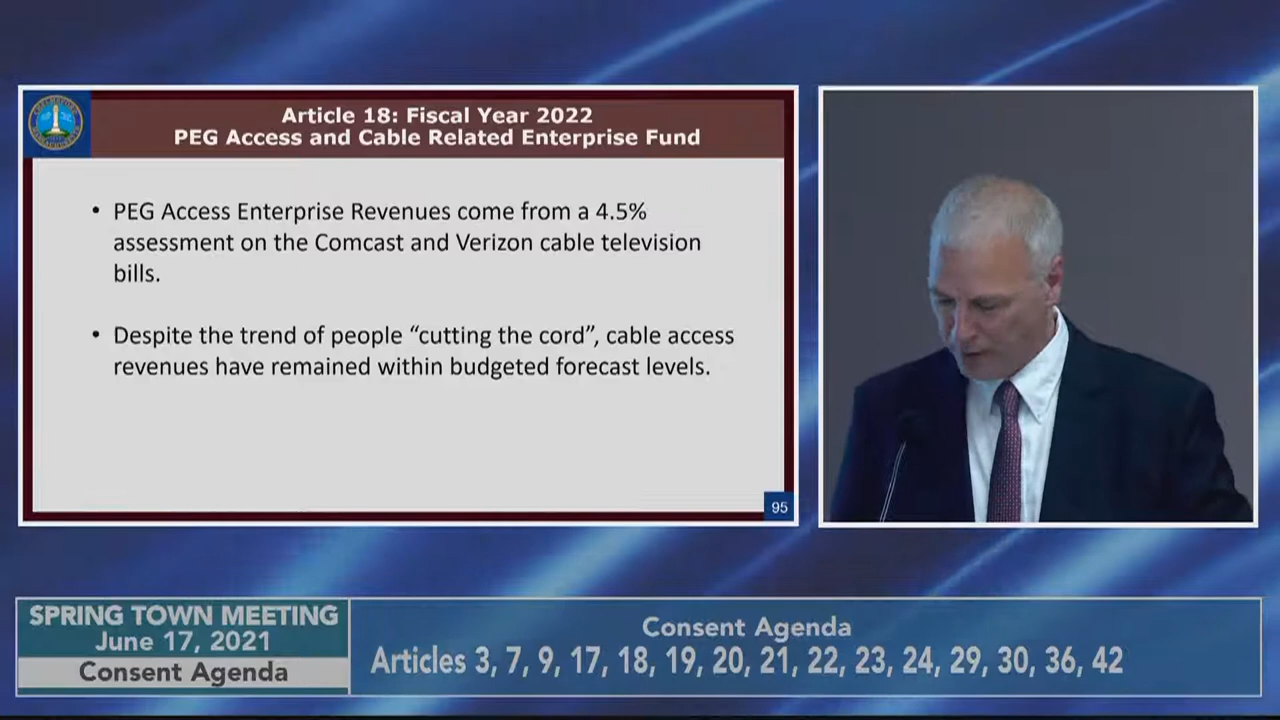 Article 18: Fiscal Year 2022
PEG Access and Cable Related Enterprise Fund
• PEG Access Enterprise Revenues come from a 4.5%
assessment on the Comcast and Verizon cable television
bills.
• Despite the trend of people “cutting the cord”, cable access
revenues have remained within budgeted forecast levels.
95
SPRING TOWN MEETING
June 17, 2021
Consent Agenda
Consent Agenda
Articles 3, 7, 9, 17, 18, 19, 20, 21, 22, 23, 24, 29, 30, 36, 42